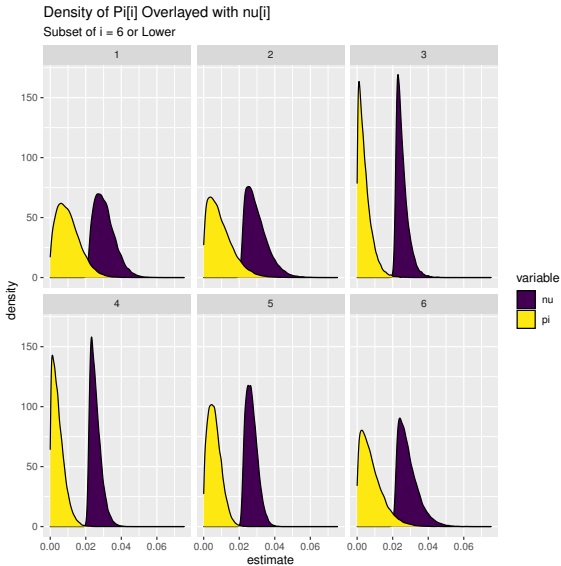 Density of Pi[i] Overlayed with nu[i]
Subset of i = 6 or Lower
1 2 3
150
100
50
0
4 5 6
150
100
50
0
0.00 0.02 0.04 0.06 0.00 0.02 0.04 0.06 0.00 0.02 0.04 0.06
estimate
density
variable
nu
pi